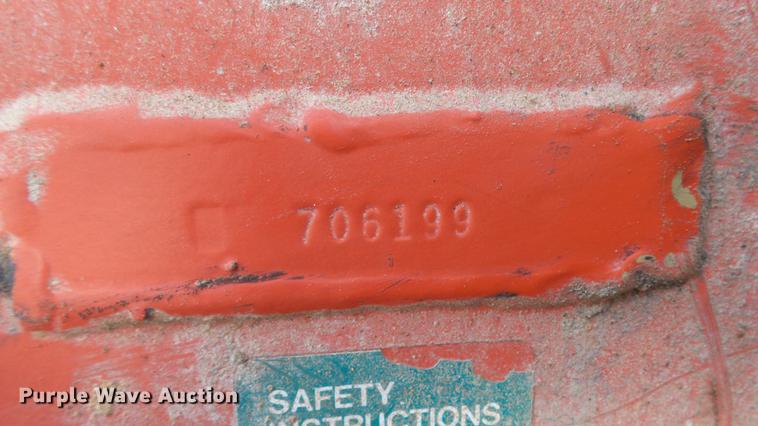 706199
SAFETY
INSTRUCTIONS
Purple Wave Auction